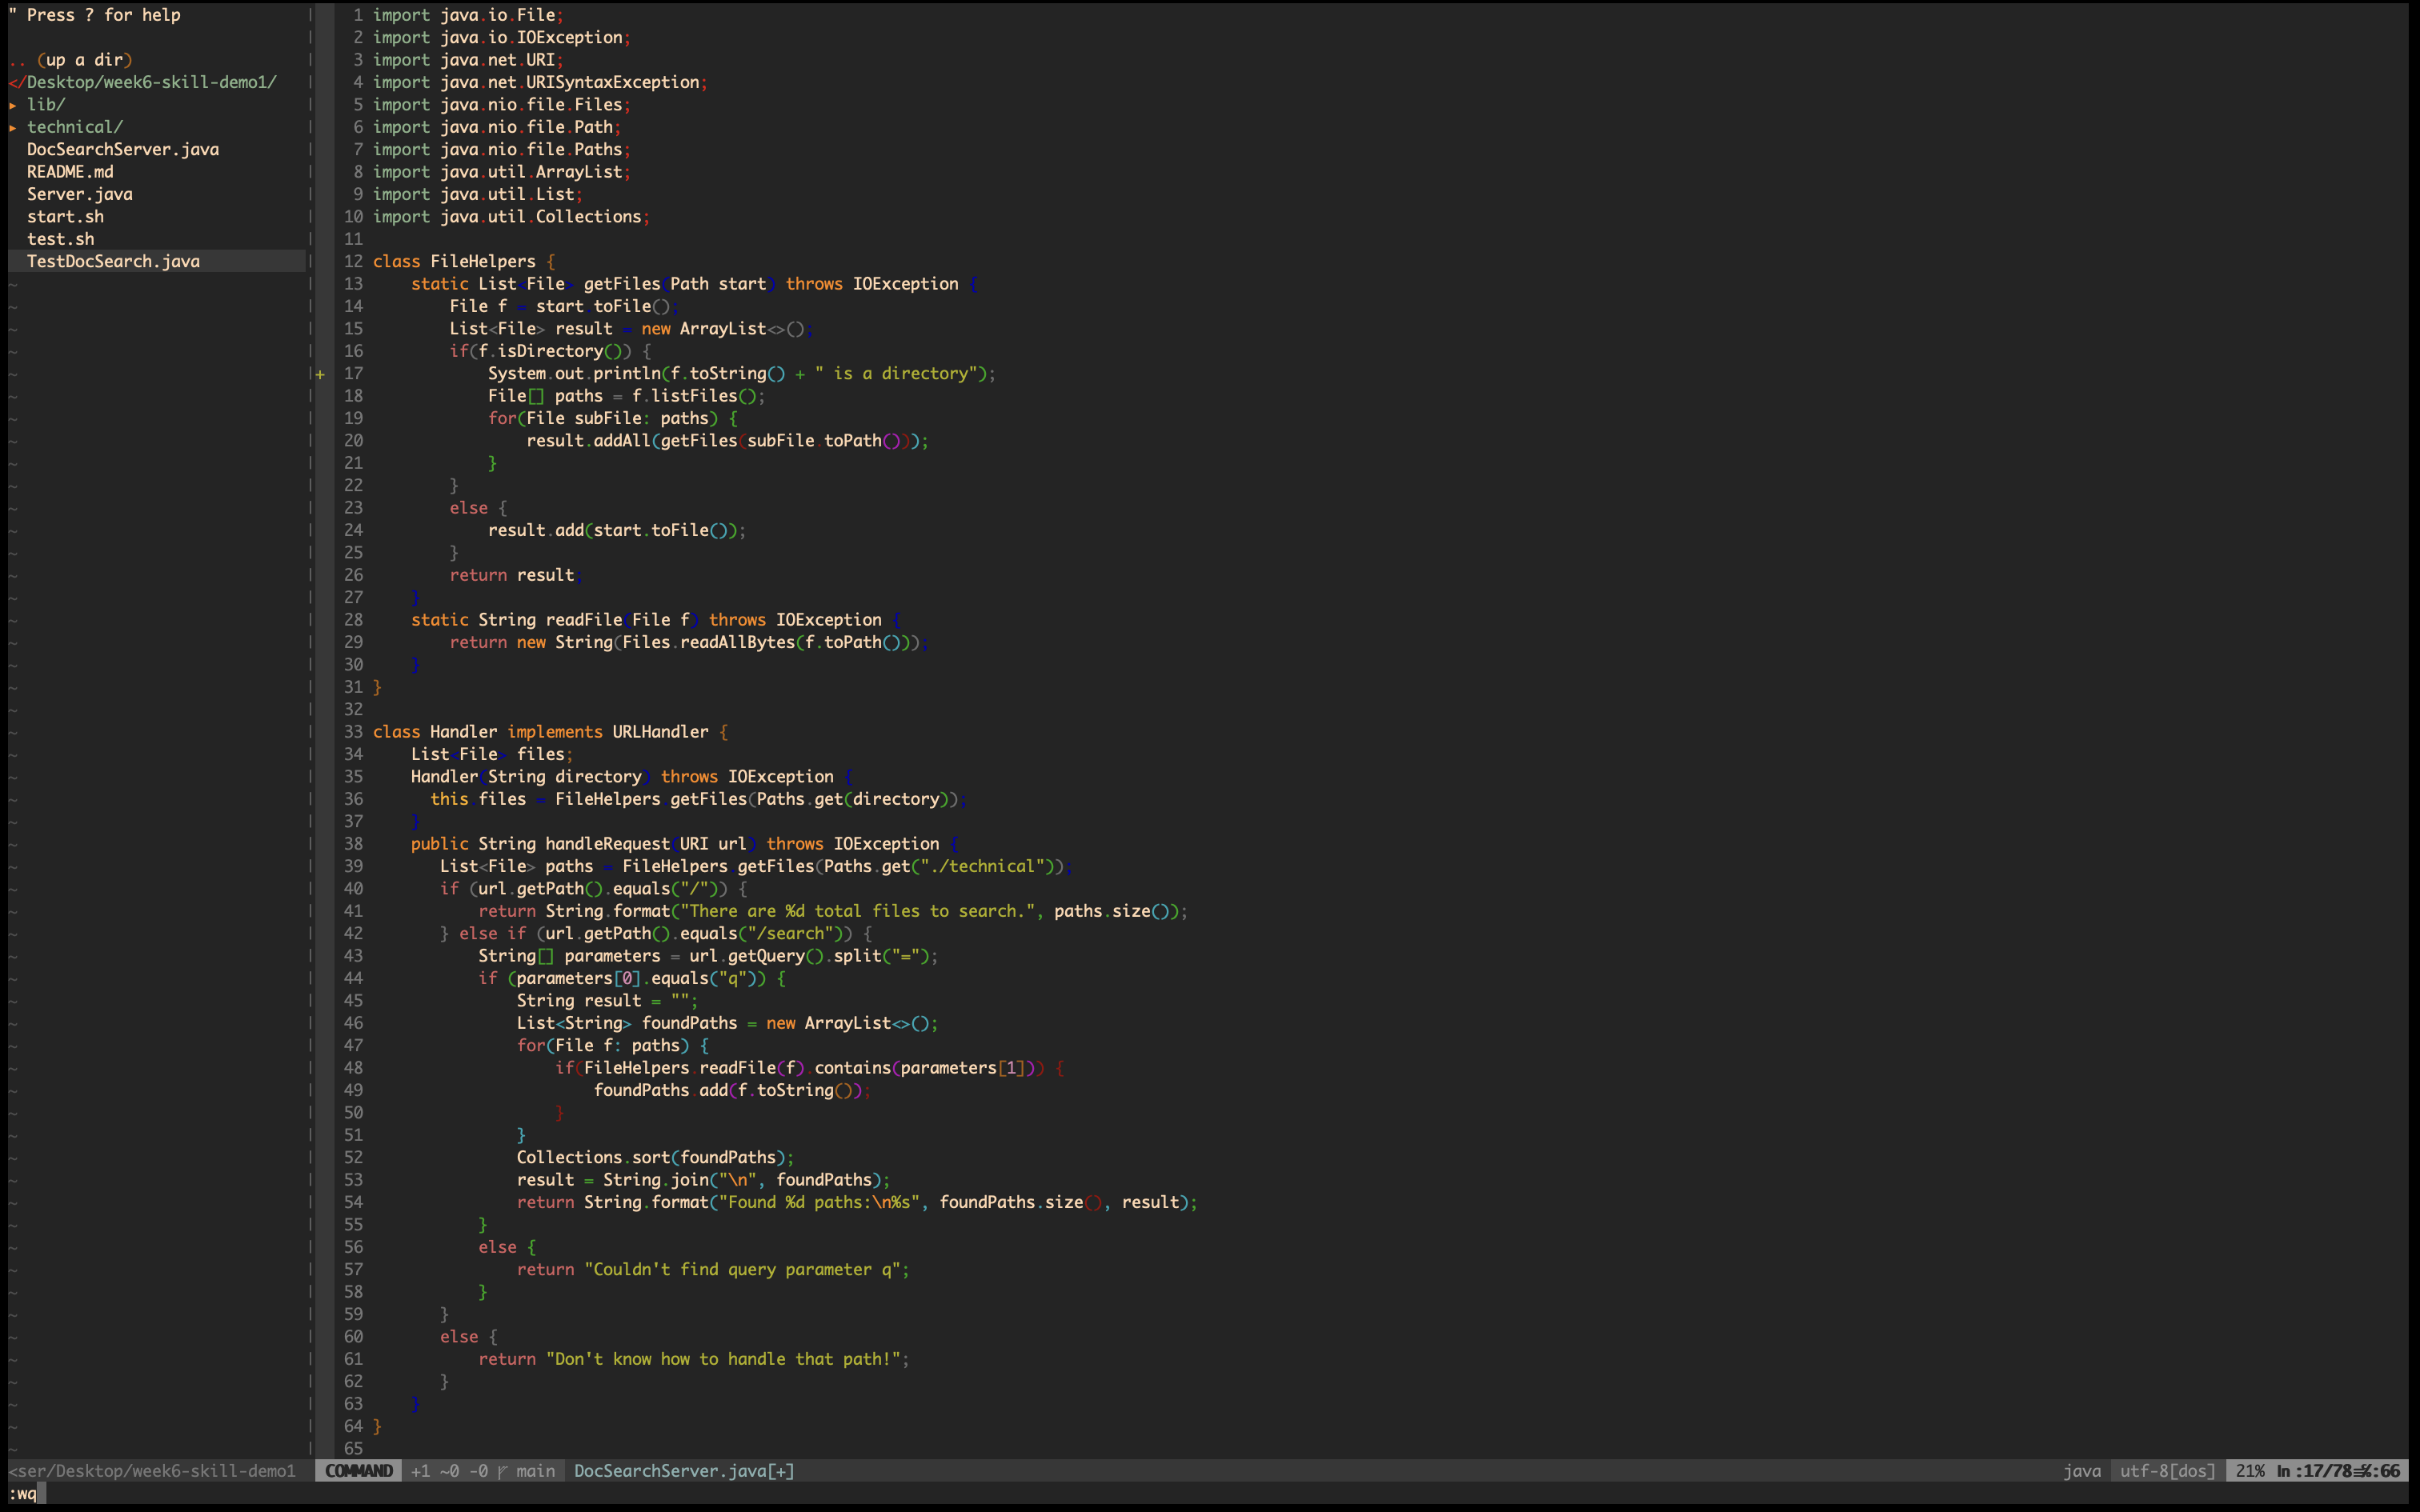 " Press ? for help
.. (up a dir)
</Desktop/week6-skill-demo1/
▸ lib/
▸ technical/
DocSearchServer.java
README.md
Server.java
start.sh
test.sh
TestDocSearch.java
1 import java.io.File;
2 import java.io.IOException;
3 import java.net.URI;
4 import java.net.URISyntaxException;
5 import java.nio.file.Files;
6 import java.nio.file.Path;
7 import java.nio.file.Paths;
8 import java.util.ArrayList;
9 import java.util.List;
10 import java.util.Collections;
11
12 class FileHelpers {
13     static List<File> getFiles(Path start) throws IOException {
14         File f = start.toFile();
15         List<File> result = new ArrayList<>();
16         if(f.isDirectory()) {
+ 17             System.out.println(f.toString() + " is a directory");
18             File[] paths = f.listFiles();
19             for(File subFile: paths) {
20                 result.addAll(getFiles(subFile.toPath()));
21             }
22         }
23         else {
24             result.add(start.toFile());
25         }
26         return result;
27     }
28     static String readFile(File f) throws IOException {
29         return new String(Files.readAllBytes(f.toPath()));
30     }
31 }
32
33 class Handler implements URLHandler {
34     List<File> files;
35     Handler(String directory) throws IOException {
36       this.files = FileHelpers.getFiles(Paths.get(directory));
37     }
38     public String handleRequest(URI url) throws IOException {
39        List<File> paths = FileHelpers.getFiles(Paths.get("./technical"));
40        if (url.getPath().equals("/")) {
41            return String.format("There are %d total files to search.", paths.size());
42        } else if (url.getPath().equals("/search")) {
43            String[] parameters = url.getQuery().split("=");
44            if (parameters[0].equals("q")) {
45                String result = "";
46                List<String> foundPaths = new ArrayList<>();
47                for(File f: paths) {
48                    if(FileHelpers.readFile(f).contains(parameters[1])) {
49                        foundPaths.add(f.toString());
50                    }
51                }
52                Collections.sort(foundPaths);
53                result = String.join("\n", foundPaths);
54                return String.format("Found %d paths:\n%s", foundPaths.size(), result);
55            }
56            else {
57                return "Couldn't find query parameter q";
58            }
59        }
60        else {
61            return "Don't know how to handle that path!";
62        }
63     }
64 }
65
<ser/Desktop/week6-skill-demo1 COMMAND +1 ~0 -0 main DocSearchServer.java[+] java utf-8[dos] 21% ln :17/78 :66
:wq